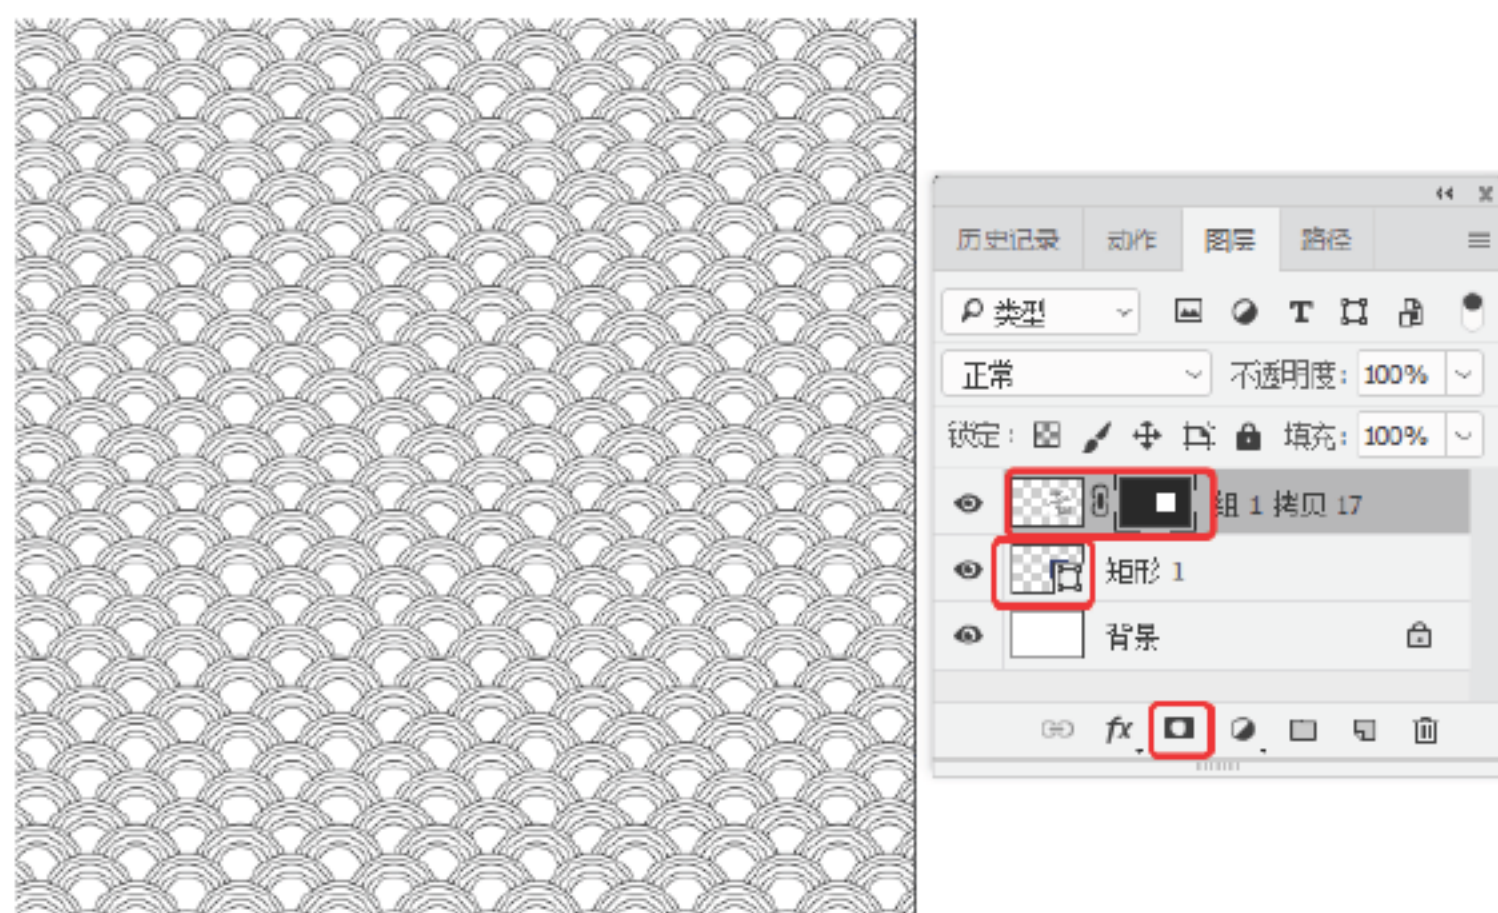 历史记录 动作 图层 路径
类型 T
正常 不透明度: 100%
锁定: 填充: 100%
组 1 拷贝 17
矩形 1
背景
fx